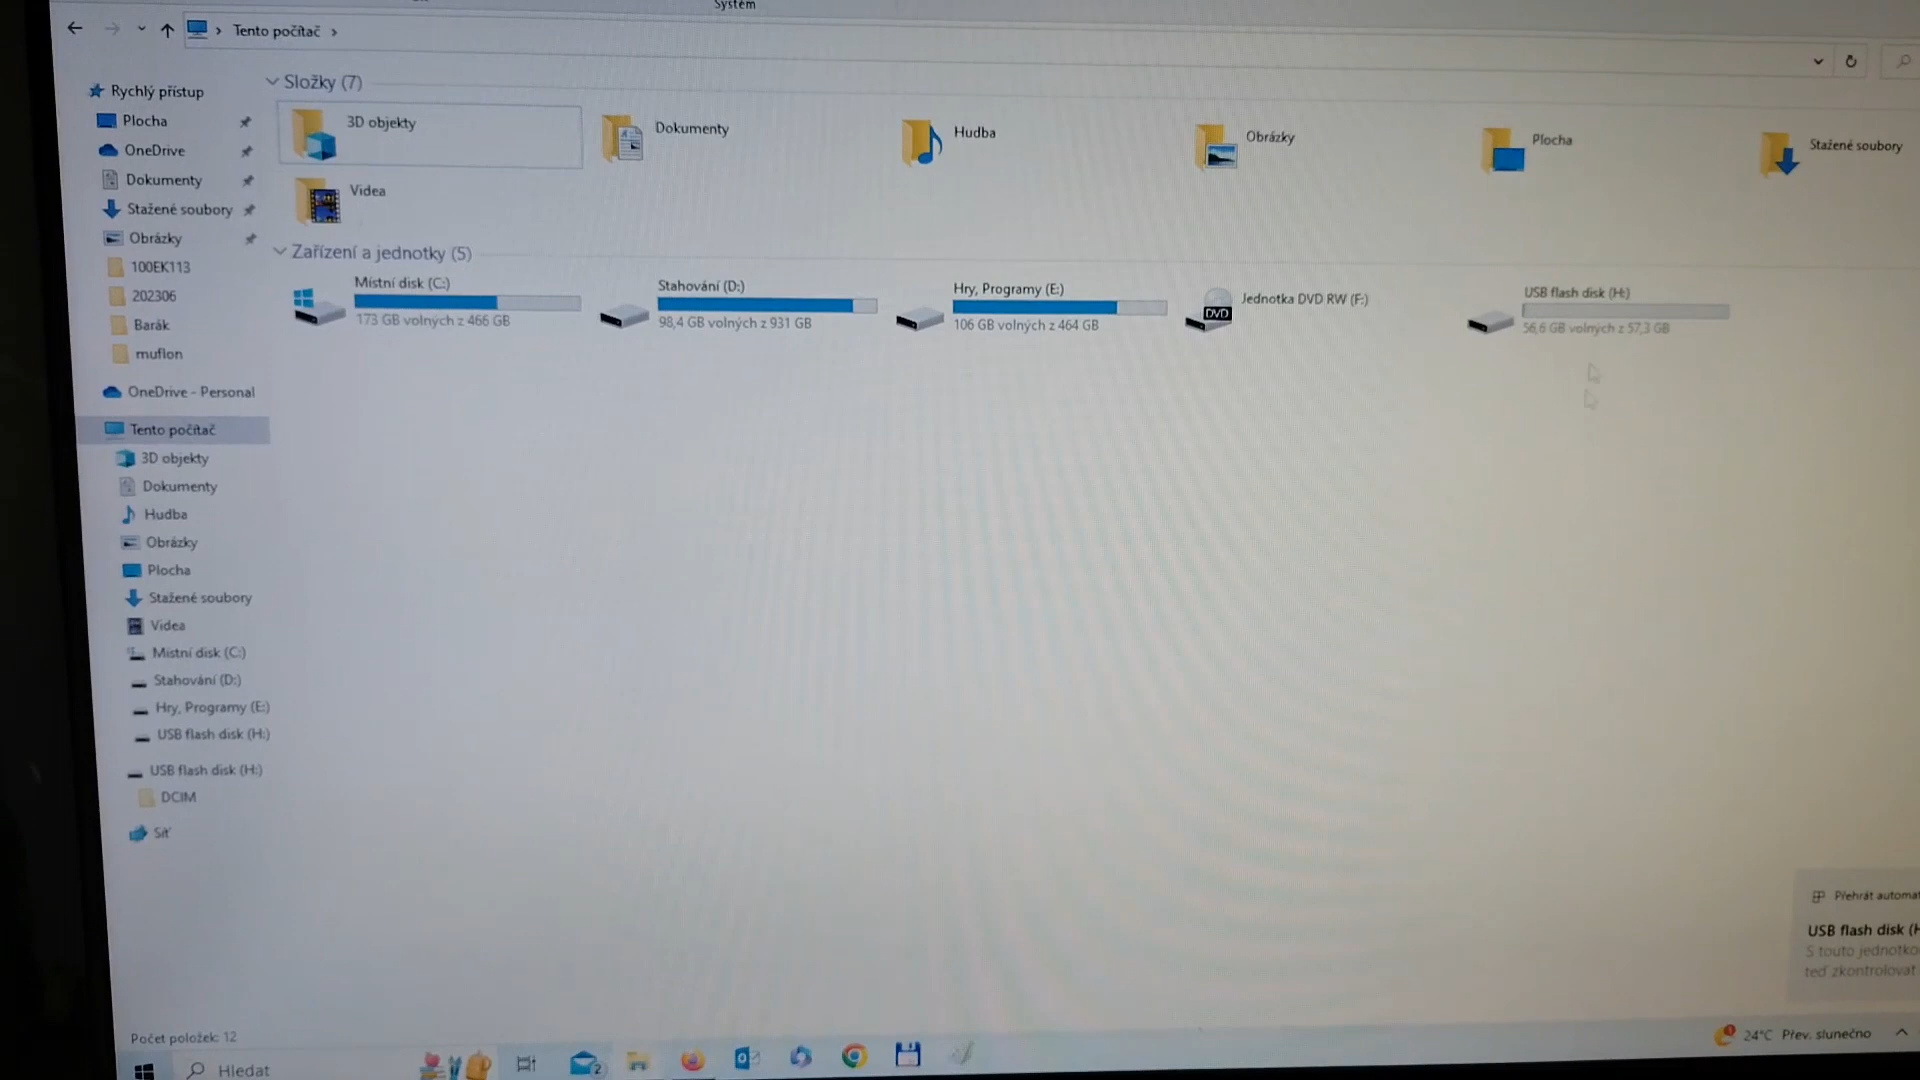 Systém
Tento počítač
Rychlý přístup
Plocha
OneDrive
Dokumenty
Stažené soubory
Obrázky
100EK113
202306
Barák
muflon
OneDrive - Personal
Tento počítač
3D objekty
Dokumenty
Hudba
Obrázky
Plocha
Stažené soubory
Videa
Místní disk (C:)
Stahování (D:)
Hry, Programy (E:)
USB flash disk (H:)
USB flash disk (H:)
DCIM
Síť
Složky (7)
3D objekty
Dokumenty
Hudba
Obrázky
Plocha
Stažené soubory
Videa
Zařízení a jednotky (5)
Místní disk (C:)
173 GB volných z 466 GB
Stahování (D:)
98,4 GB volných z 931 GB
Hry, Programy (E:)
106 GB volných z 464 GB
DVD
Jednotka DVD RW (F:)
USB flash disk (H:)
56,6 GB volných z 57,3 GB
Přehrát automat
USB flash disk (H
S touto jednotko
teď zkontrolovat
Počet položek: 12
Hledat
2
1
24°C Přev. slunečno